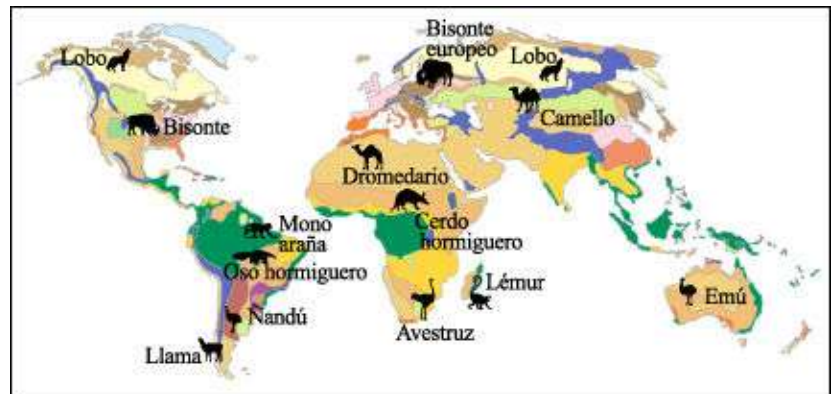 Bisonte
europeo
Lobo
Lobo
Bisonte
Camello
Dromedario
Mono
araña
Cerdo
hormiguero
Oso hormiguero
Lémur
Nandú
Avestruz
Emú
Llama